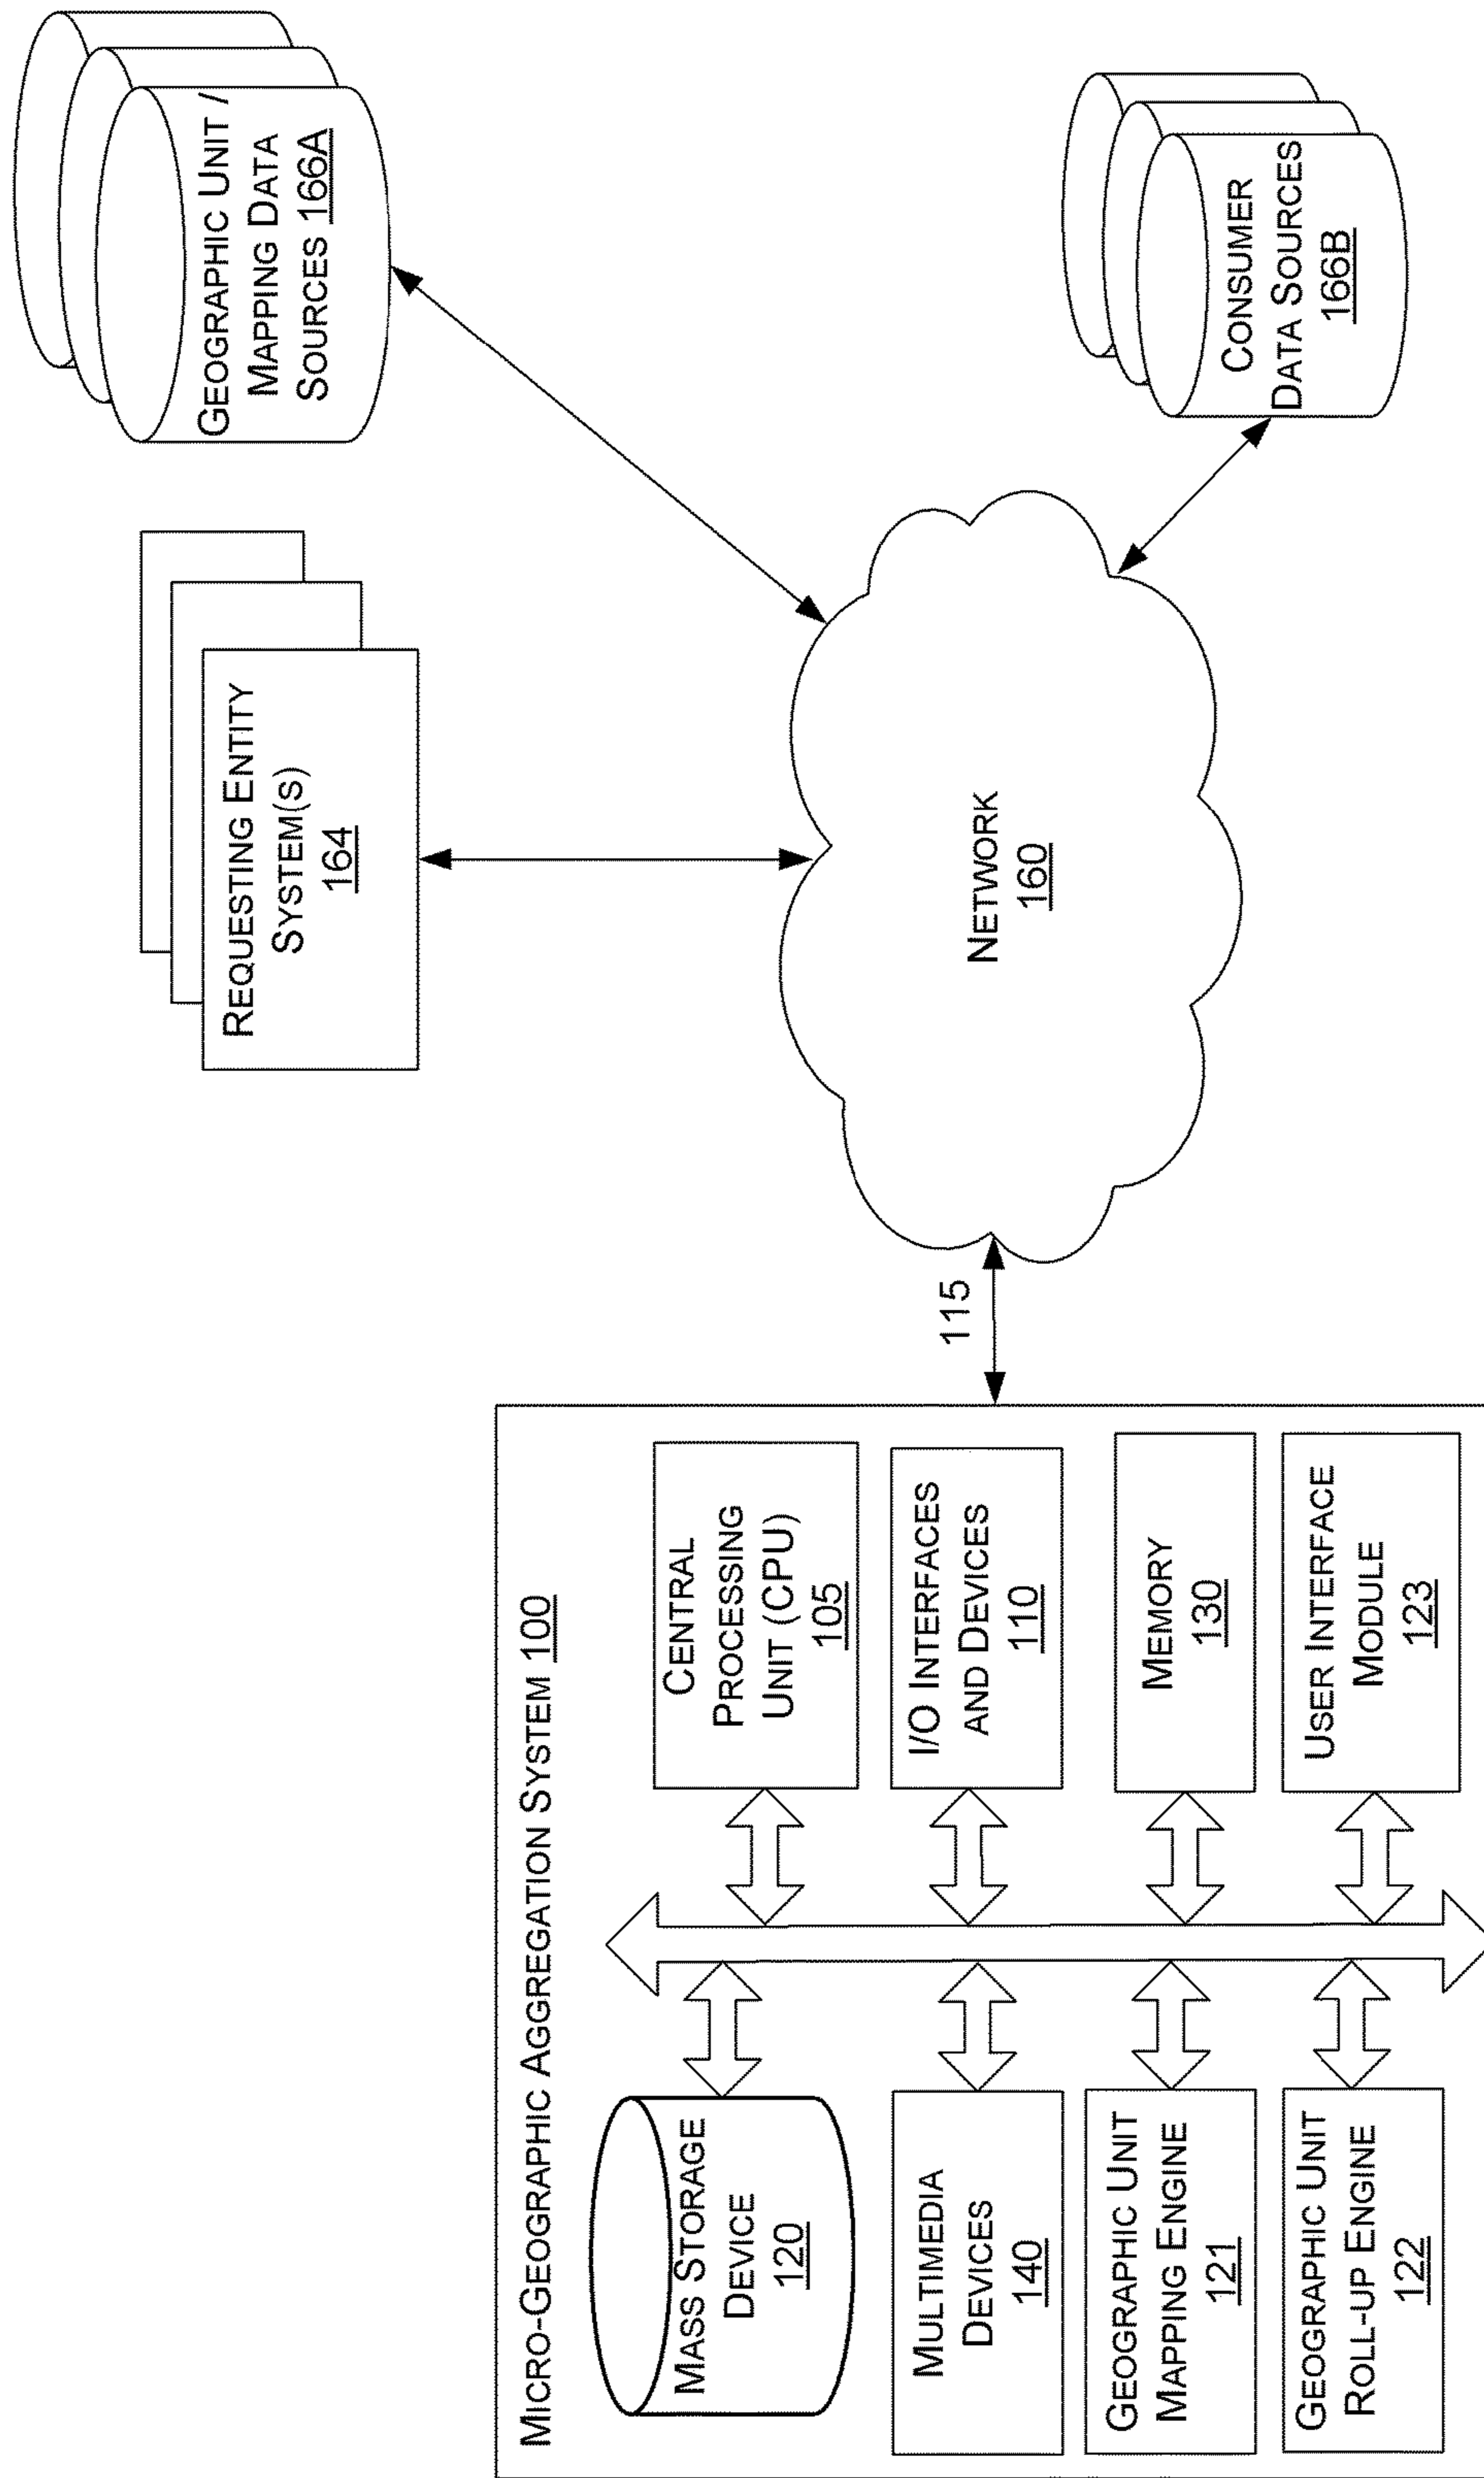 MICRO-GEOGRAPHIC AGGREGATION SYSTEM 100
MASS STORAGE
DEVICE
120
MULTIMEDIA
DEVICES
140
GEOGRAPHIC UNIT
MAPPING ENGINE
121
GEOGRAPHIC UNIT
ROLL-UP ENGINE
122
CENTRAL
PROCESSING
UNIT (CPU)
105
I/O INTERFACES
AND DEVICES
110
MEMORY
130
USER INTERFACE
MODULE
123
115
NETWORK
160
REQUESTING ENTITY
SYSTEM(S)
164
GEOGRAPHIC UNIT /
MAPPING DATA
SOURCES 166A
CONSUMER
DATA SOURCES
166B